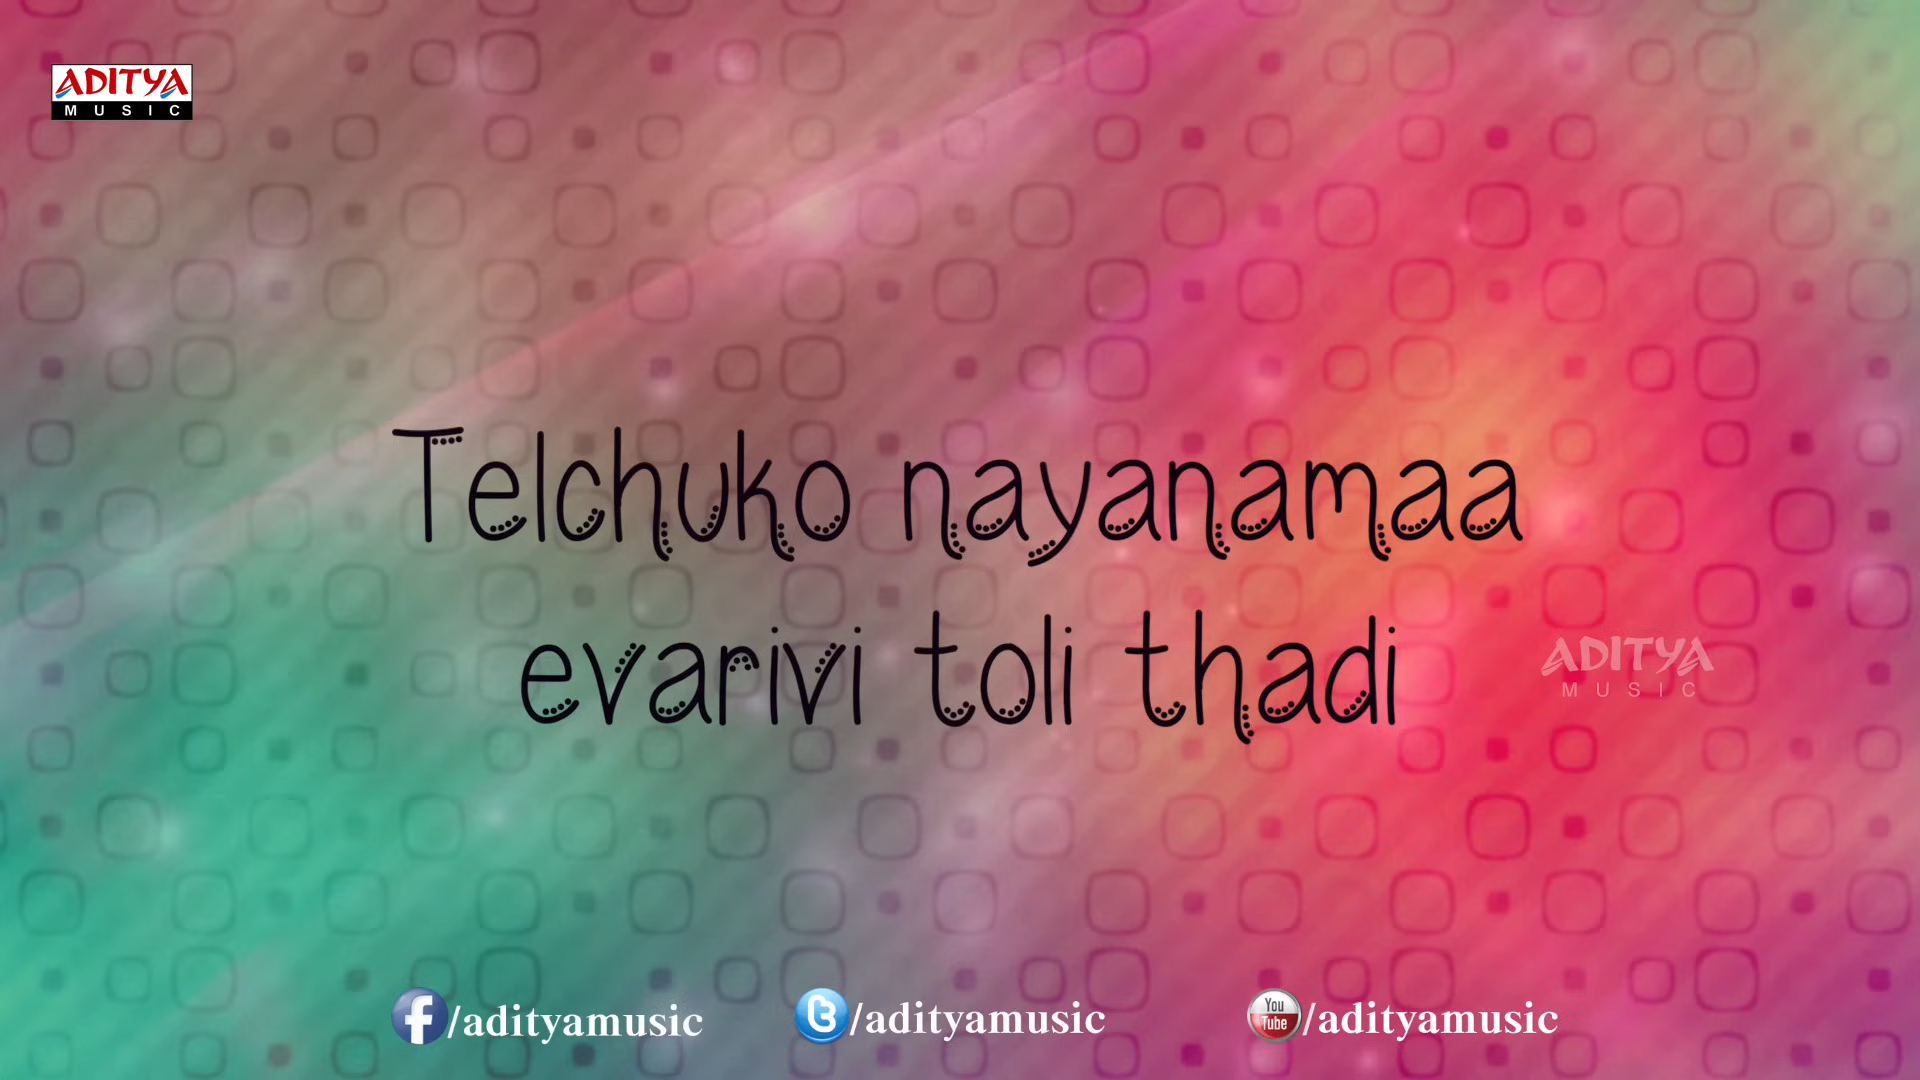 ADITYA
MUSIC
Telchuko nayanamaa
evarivi toli thadi
ADITYA
MUSIC
f/adityamusic
/adityamusic
You Tube/adityamusic